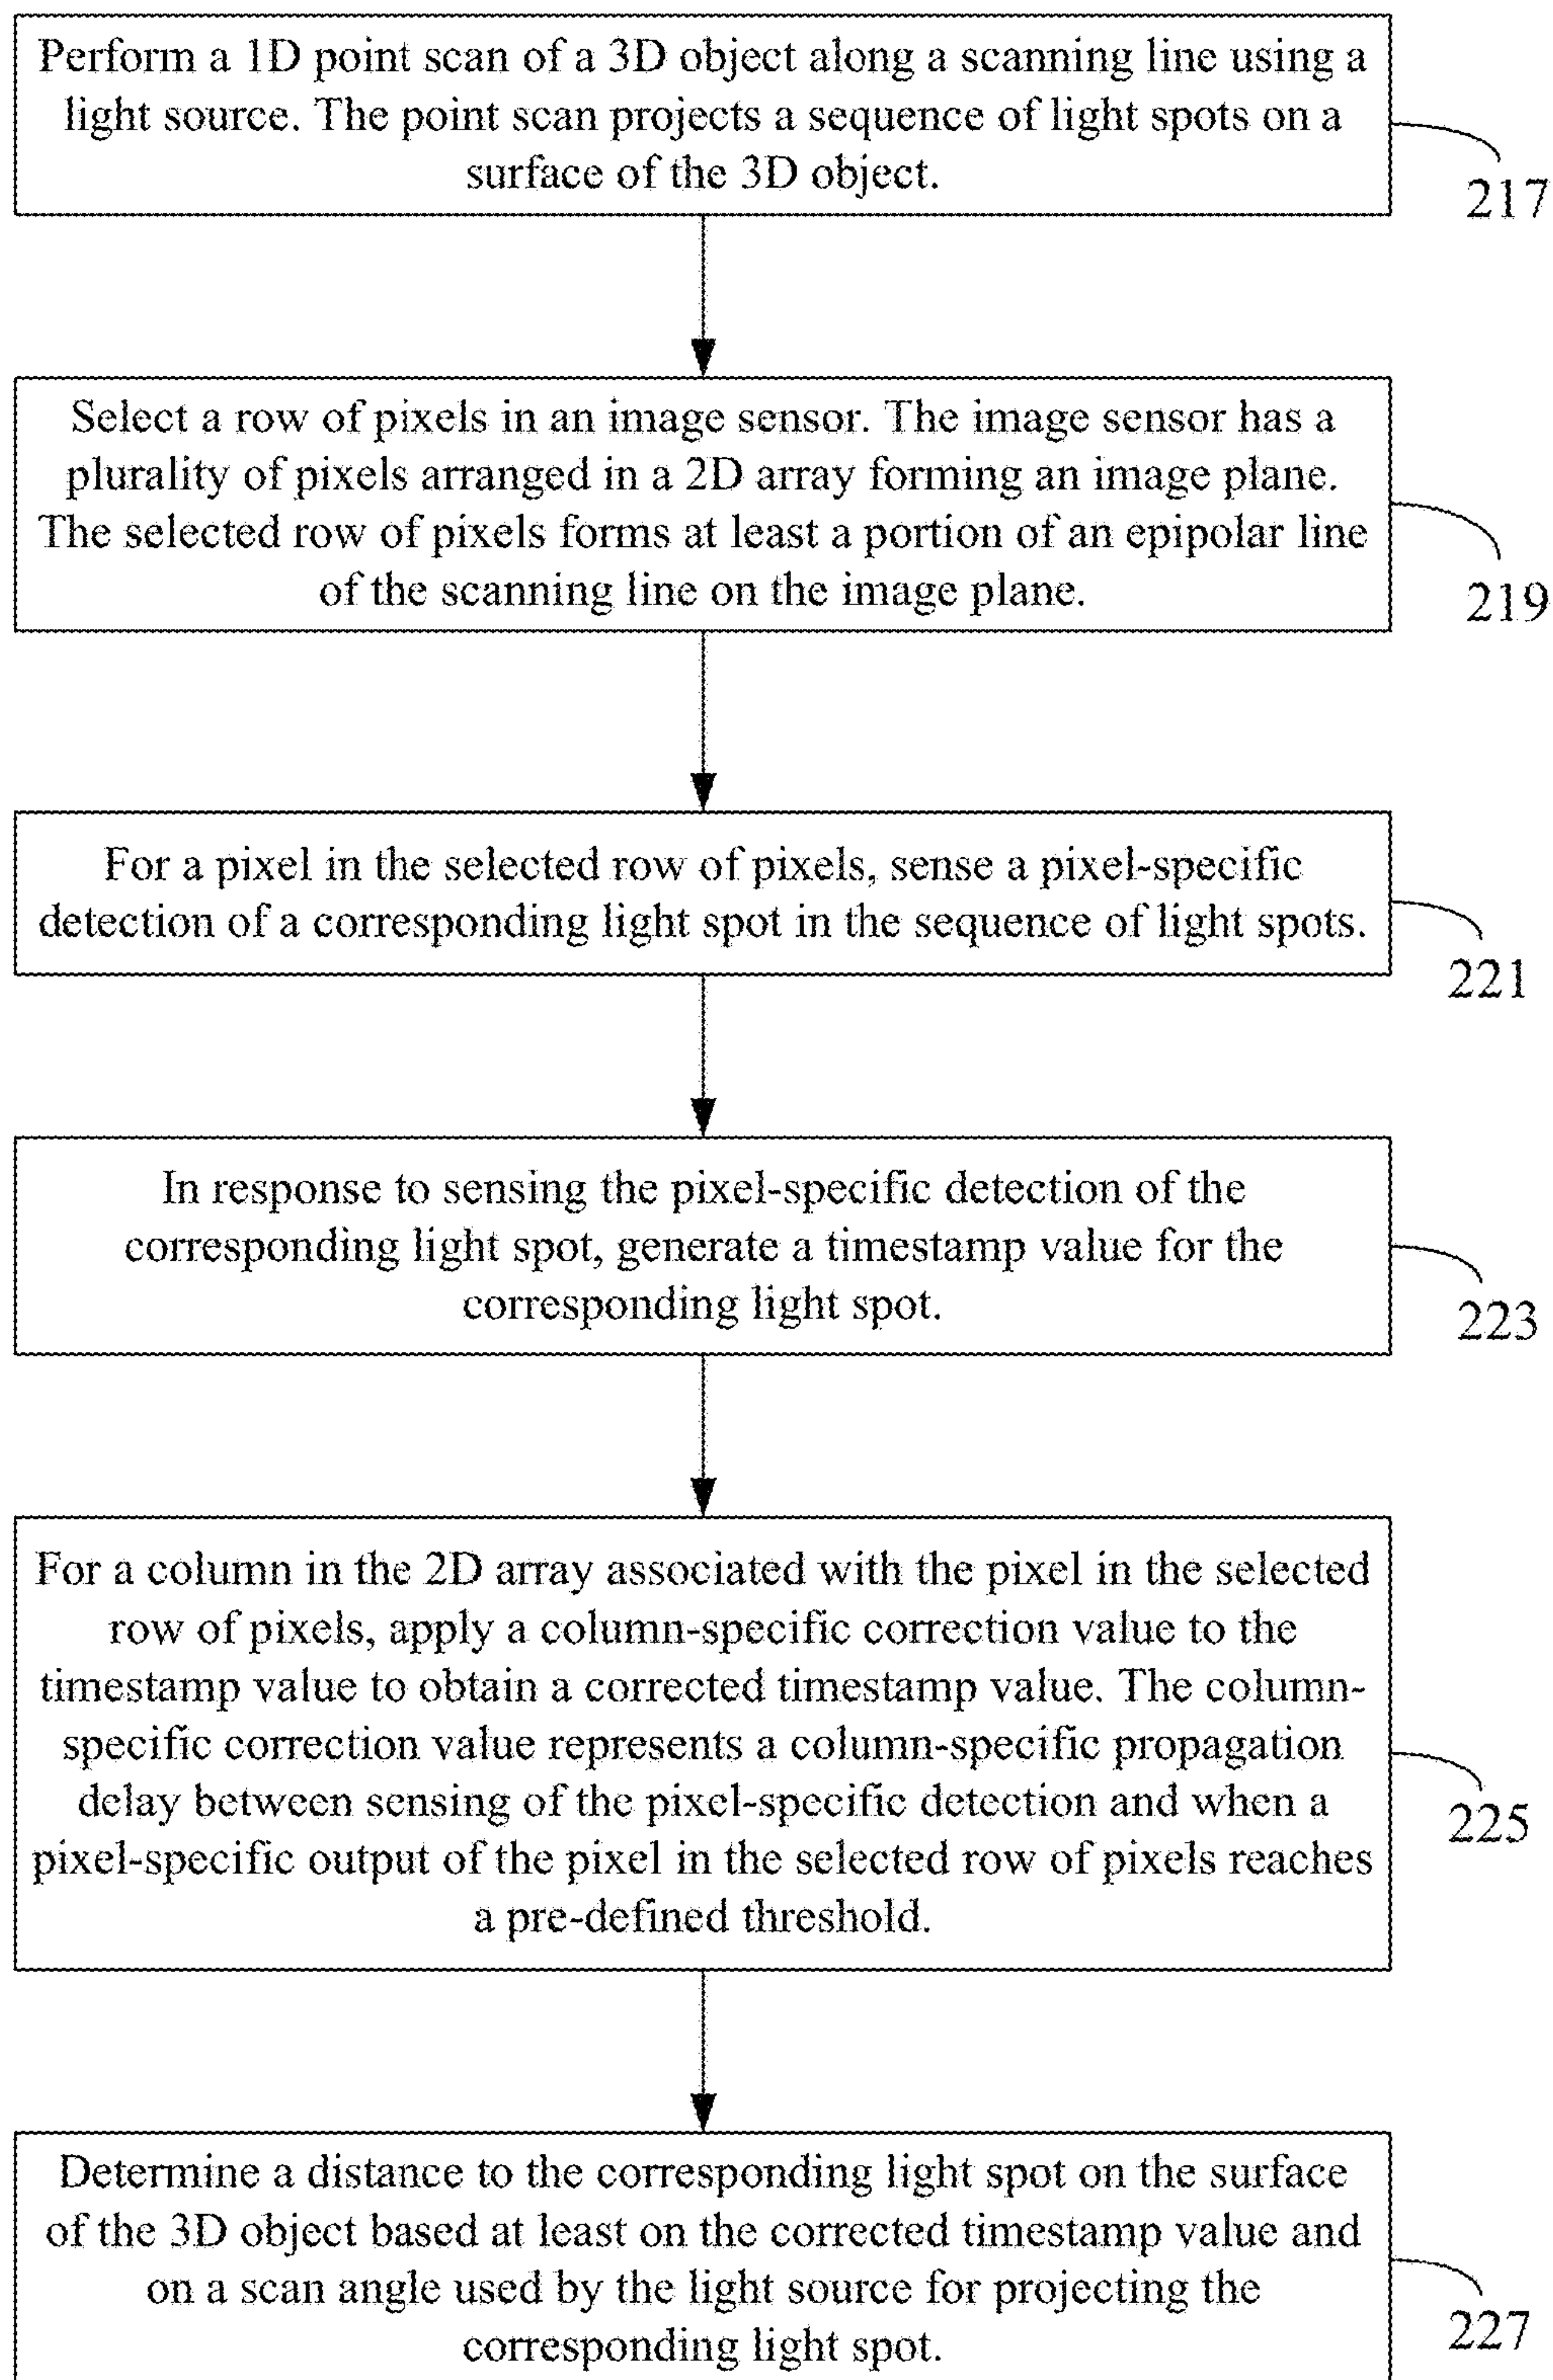 Perform a 1D point scan of a 3D object along a scanning line using a
light source. The point scan projects a sequence of light spots on a
surface of the 3D object.
217
Select a row of pixels in an image sensor. The image sensor has a
plurality of pixels arranged in a 2D array forming an image plane.
The selected row of pixels forms at least a portion of an epipolar line
of the scanning line on the image plane.
219
For a pixel in the selected row of pixels, sense a pixel-specific
detection of a corresponding light spot in the sequence of light spots.
221
In response to sensing the pixel-specific detection of the
corresponding light spot, generate a timestamp value for the
corresponding light spot.
223
For a column in the 2D array associated with the pixel in the selected
row of pixels, apply a column-specific correction value to the
timestamp value to obtain a corrected timestamp value. The column-
specific correction value represents a column-specific propagation
delay between sensing of the pixel-specific detection and when a
pixel-specific output of the pixel in the selected row of pixels reaches
a pre-defined threshold.
225
Determine a distance to the corresponding light spot on the surface
of the 3D object based at least on the corrected timestamp value and
on a scan angle used by the light source for projecting the
corresponding light spot.
227